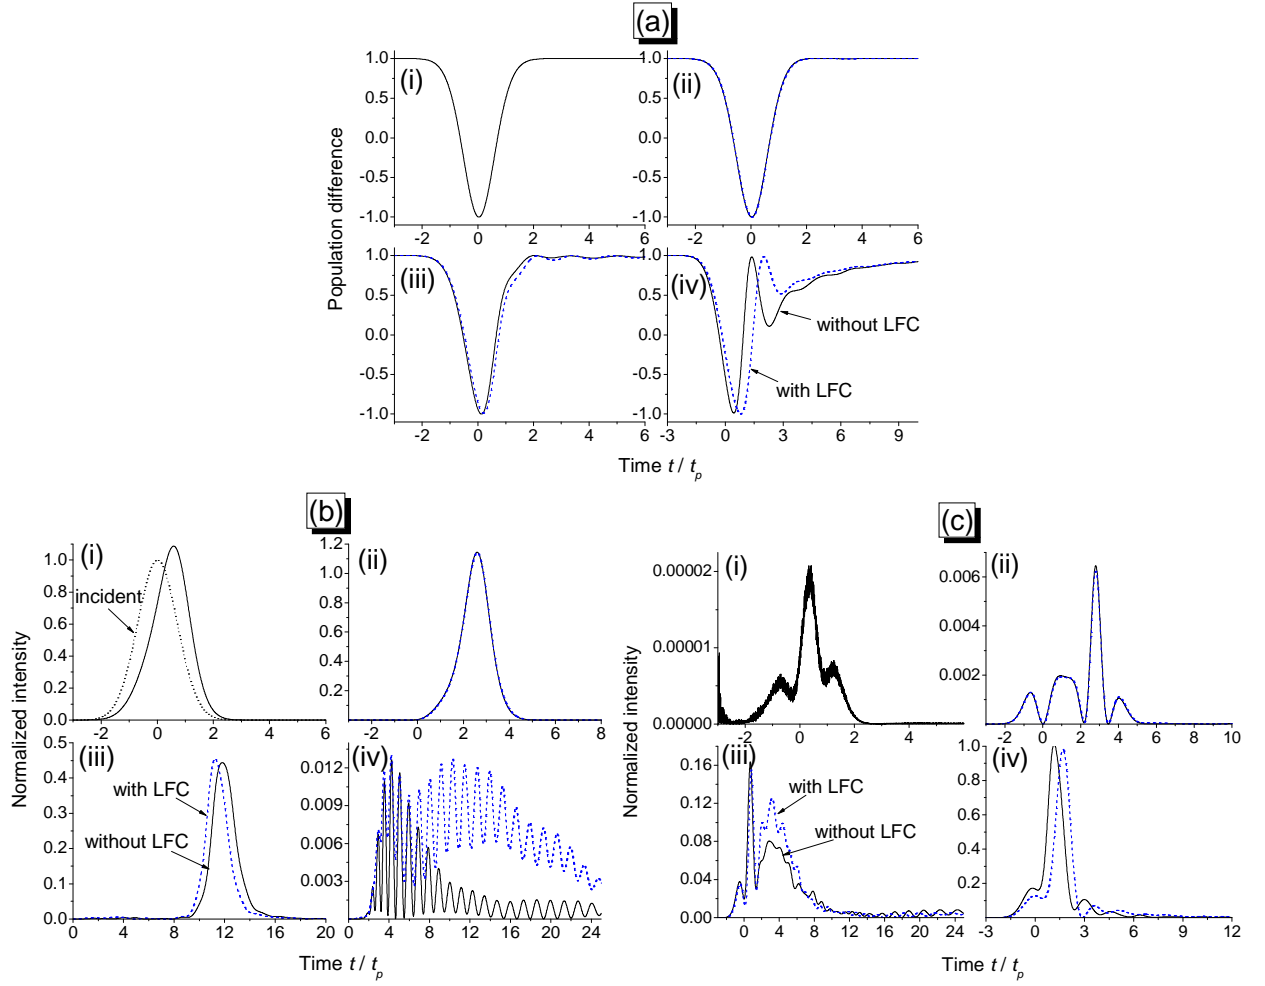 (a)
Population difference
(i)
1.0
0.5
0.0
-0.5
-1.0
-2 0 2 4 6
(ii)
1.0
0.5
0.0
-0.5
-1.0
-2 0 2 4 6
(iii)
1.0
0.5
0.0
-0.5
-1.0
-2 0 2 4 6
(iv)
1.0
0.5
0.0
-0.5
-1.0
without LFC
with LFC
-3 0 3 6 9
Time t / tp
(b)
Normalized intensity
(i)
incident
1.0
0.8
0.6
0.4
0.2
0.0
-2 0 2 4 6
(ii)
1.2
1.0
0.8
0.6
0.4
0.2
-2 0 2 4 6 8
(iii)
0.5
0.4
0.3
0.2
0.1
0.0
with LFC
without LFC
0 4 8 12 16 20
(iv)
0.012
0.009
0.006
0.003
0 4 8 12 16 20 24
Time t / tp
(c)
Normalized intensity
(i)
0.00002
0.00001
0.00000
-2 0 2 4 6
(ii)
0.006
0.004
0.002
-2 0 2 4 6 8 10
(iii)
0.16
0.12
0.08
0.04
0.00
with LFC
without LFC
0 4 8 12 16 20 24
(iv)
1.0
0.8
0.6
0.4
0.2
-3 0 3 6 9 12
Time t / tp